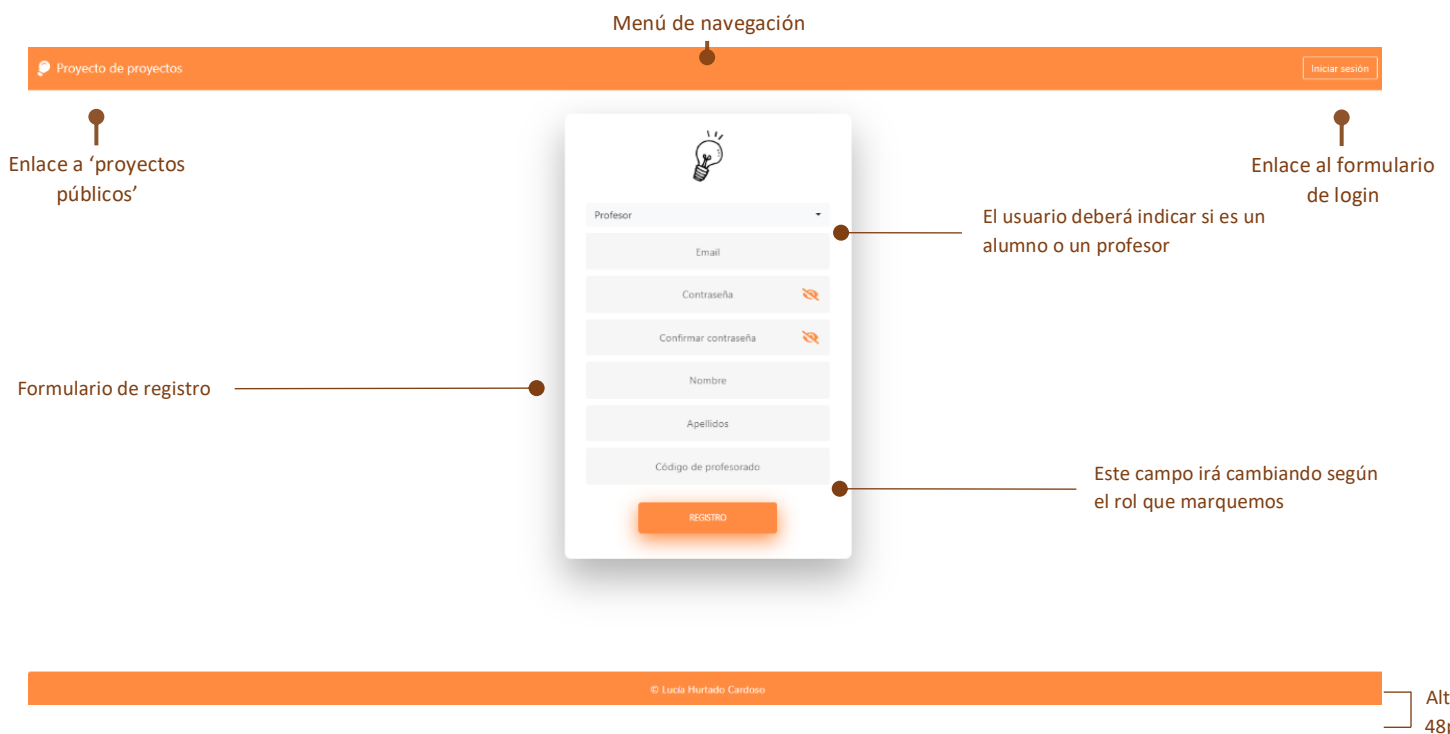 Menú de navegación
Proyecto de proyectos
Iniciar sesión
Enlace a ‘proyectos
públicos’
Enlace al formulario
de login
Profesor
El usuario deberá indicar si es un
alumno o un profesor
Email
Contraseña
Confirmar contraseña
Formulario de registro
Nombre
Apellidos
Código de profesorado
Este campo irá cambiando según
el rol que marquemos
REGISTRO
© Lucía Hurtado Cardoso